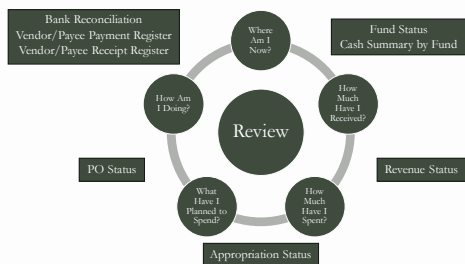 Bank Reconciliation
Vendor/Payee Payment Register
Vendor/Payee Receipt Register
Where
Am I
Now?
Fund Status
Cash Summary by Fund
How Am
I Doing?
How
Much
Have I
Received?
Review
PO Status
Revenue Status
What
Have I
Planned to
Spend?
How
Much
Have I
Spent?
Appropriation Status